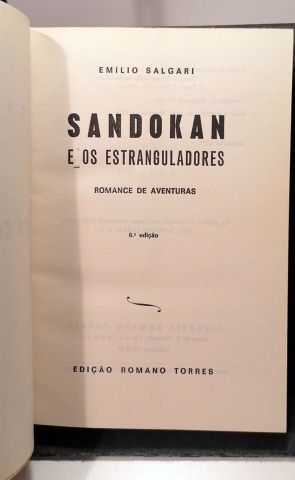 EMÍLIO SALGARI
SANDOKAN
E OS ESTRANGULADORES
ROMANCE DE AVENTURAS
6.ª edição
EDIÇÃO ROMANO TORRES